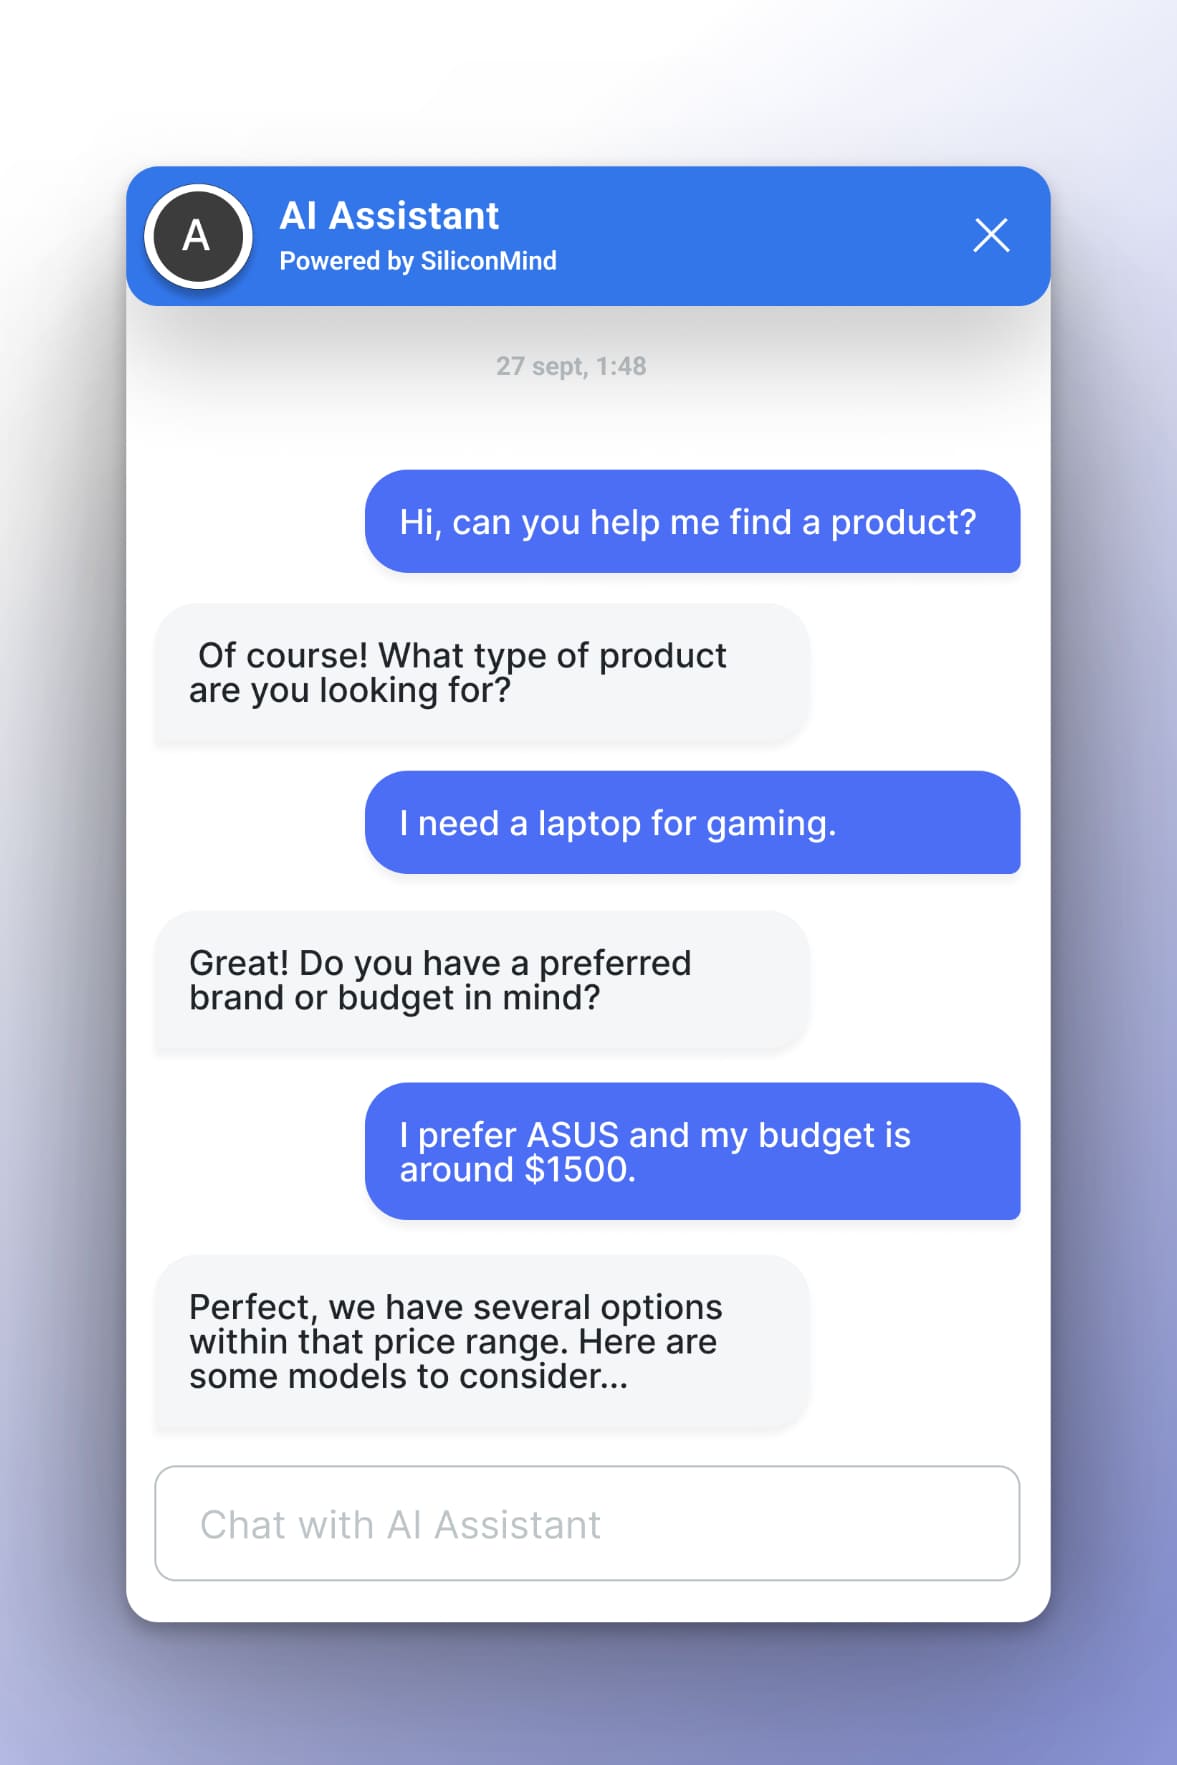 A
AI Assistant
Powered by SiliconMind
27 sept, 1:48
Hi, can you help me find a product?
Of course! What type of product
are you looking for?
I need a laptop for gaming.
Great! Do you have a preferred
brand or budget in mind?
I prefer ASUS and my budget is
around $1500.
Perfect, we have several options
within that price range. Here are
some models to consider...
Chat with AI Assistant